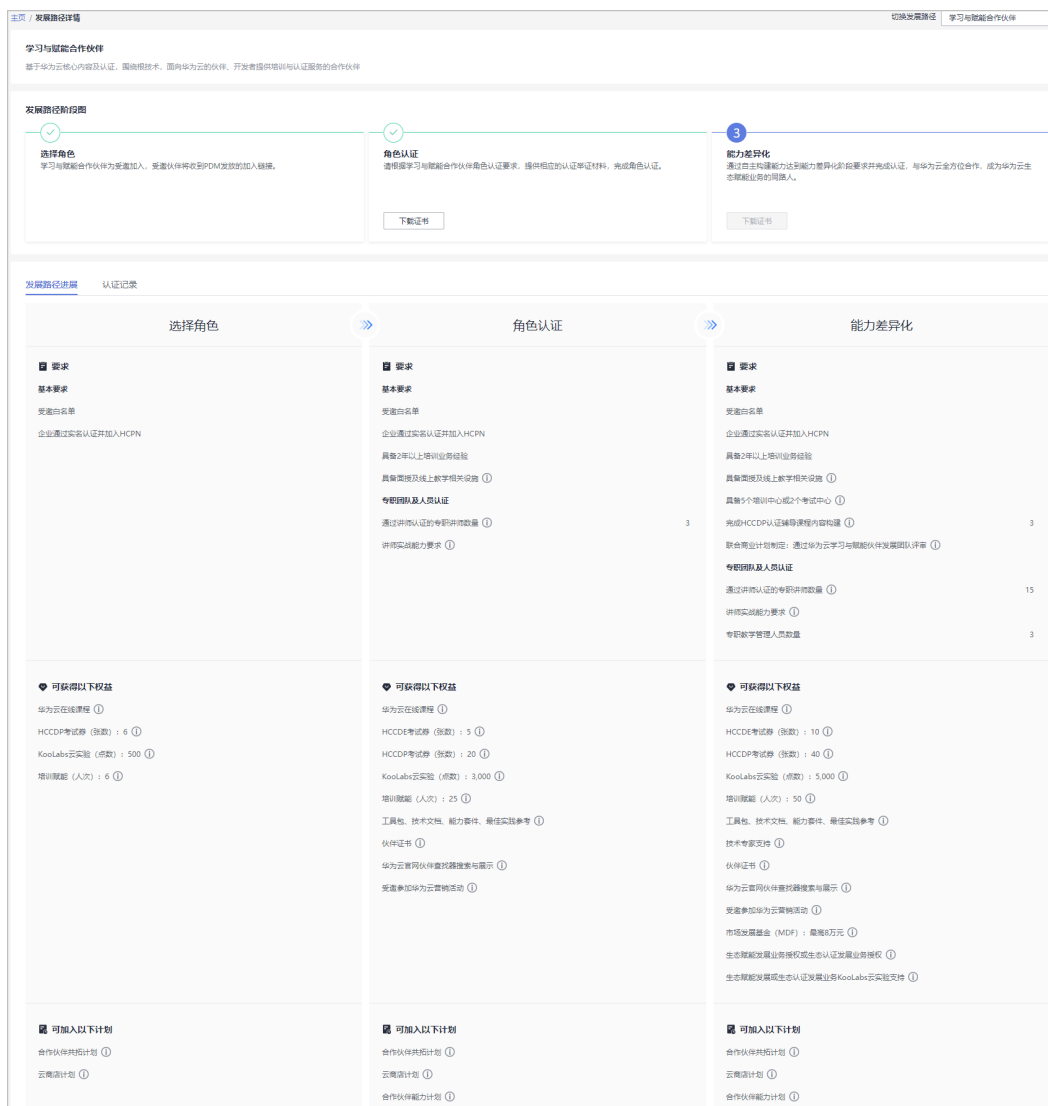 主页 / 发展路径详情
切换发展路径 学习与赋能合作伙伴
学习与赋能合作伙伴
基于华为云核心内容及认证，围绕根技术，面向华为云的伙伴、开发者提供培训与认证服务的合作伙伴
发展路径阶段图
3
选择角色
学习与赋能合作伙伴为受邀加入，受邀伙伴将收到PDM发放的加入链接。
角色认证
请根据学习与赋能合作伙伴角色认证要求，提供相应的认证举证材料，完成角色认证。
下载证书
能力差异化
通过自主构建能力达到能力差异化阶段要求并完成认证，与华为云全方位合作，成为华为云生
态赋能业务的同路人。
下载证书
发展路径进展 认证记录
选择角色
角色认证
能力差异化
要求
基本要求
受邀白名单
企业通过实名认证并加入HCPN
要求
基本要求
受邀白名单
企业通过实名认证并加入HCPN
具备2年以上培训业务经验
具备面授及线上教学相关设施
专职团队及人员认证
通过讲师认证的专职讲师数量 3
讲师实战能力要求
要求
基本要求
受邀白名单
企业通过实名认证并加入HCPN
具备2年以上培训业务经验
具备面授及线上教学相关设施
具备5个培训中心或2个考试中心
完成HCCDP认证辅导课程内容构建 3
联合商业计划制定：通过华为云学习与赋能伙伴发展团队评审
专职团队及人员认证
通过讲师认证的专职讲师数量 15
讲师实战能力要求
专职教学管理人员数量 3
可获得以下权益
华为云在线课程
HCCDP考试券（张数）：6
KooLabs云实验（点数）：500
培训赋能（人次）：6
可获得以下权益
华为云在线课程
HCCDE考试券（张数）：5
HCCDP考试券（张数）：20
KooLabs云实验（点数）：3,000
培训赋能（人次）：25
工具包、技术文档、能力套件、最佳实践参考
伙伴证书
华为云官网伙伴查找器搜索与展示
受邀参加华为云营销活动
可获得以下权益
华为云在线课程
HCCDE考试券（张数）：10
HCCDP考试券（张数）：40
KooLabs云实验（点数）：5,000
培训赋能（人次）：50
工具包、技术文档、能力套件、最佳实践参考
技术专家支持
伙伴证书
华为云官网伙伴查找器搜索与展示
受邀参加华为云营销活动
市场发展基金（MDF）：最高8万元
生态赋能发展业务授权或生态认证发展业务授权
生态赋能发展或生态认证发展业务KooLabs云实验支持
可加入以下计划
合作伙伴共拓计划
云商店计划
可加入以下计划
合作伙伴共拓计划
云商店计划
合作伙伴能力计划
可加入以下计划
合作伙伴共拓计划
云商店计划
合作伙伴能力计划